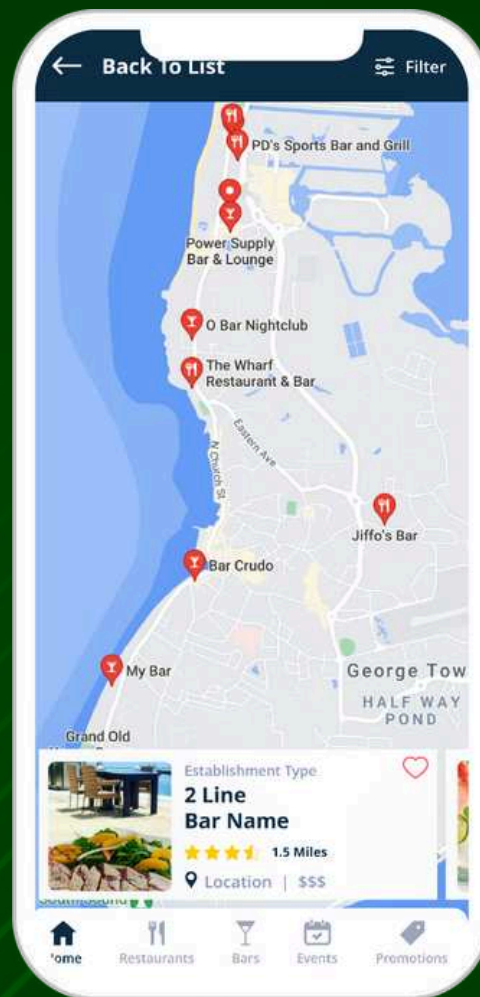 Back To List
Filter
PD's Sports Bar and Grill
Power Supply
Bar & Lounge
O Bar Nightclub
The Wharf
Restaurant & Bar
Eastern Ave
N Church St
Jiffo's Bar
Bar Crudo
My Bar
George Tow
HALF WAY
POND
Grand Old
Establishment Type
2 Line
Bar Name
1.5 Miles
Location | $$$
South Sound
ome
Restaurants
Bars
Events
Promotions